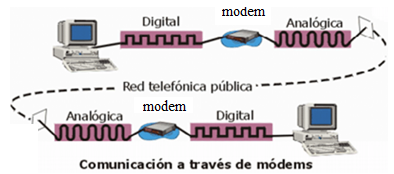 Digital modem Analógica
Red telefónica pública
Analógica modem Digital
Comunicación a través de módems